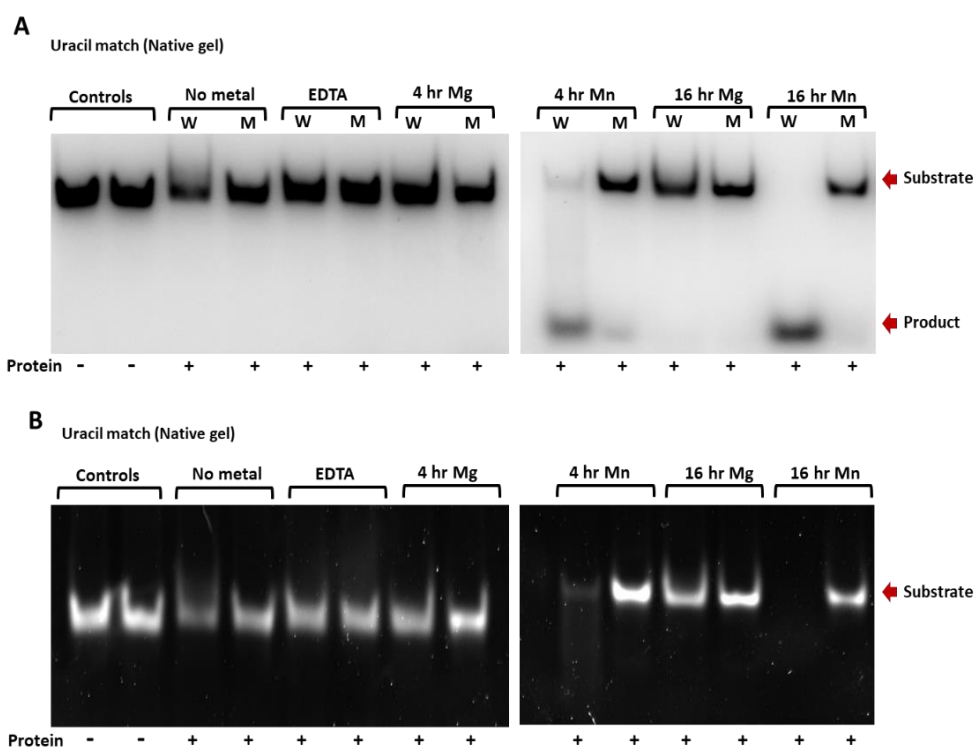 A
Uracil match (Native gel)
Controls No metal EDTA 4 hr Mg 4 hr Mn 16 hr Mg 16 hr Mn
W M W M W M W M W M W M
Substrate
Product
Protein - - + + + + + + + + + + + +
B
Uracil match (Native gel)
Controls No metal EDTA 4 hr Mg 4 hr Mn 16 hr Mg 16 hr Mn
Substrate
Protein - - + + + + + + + + + + + +